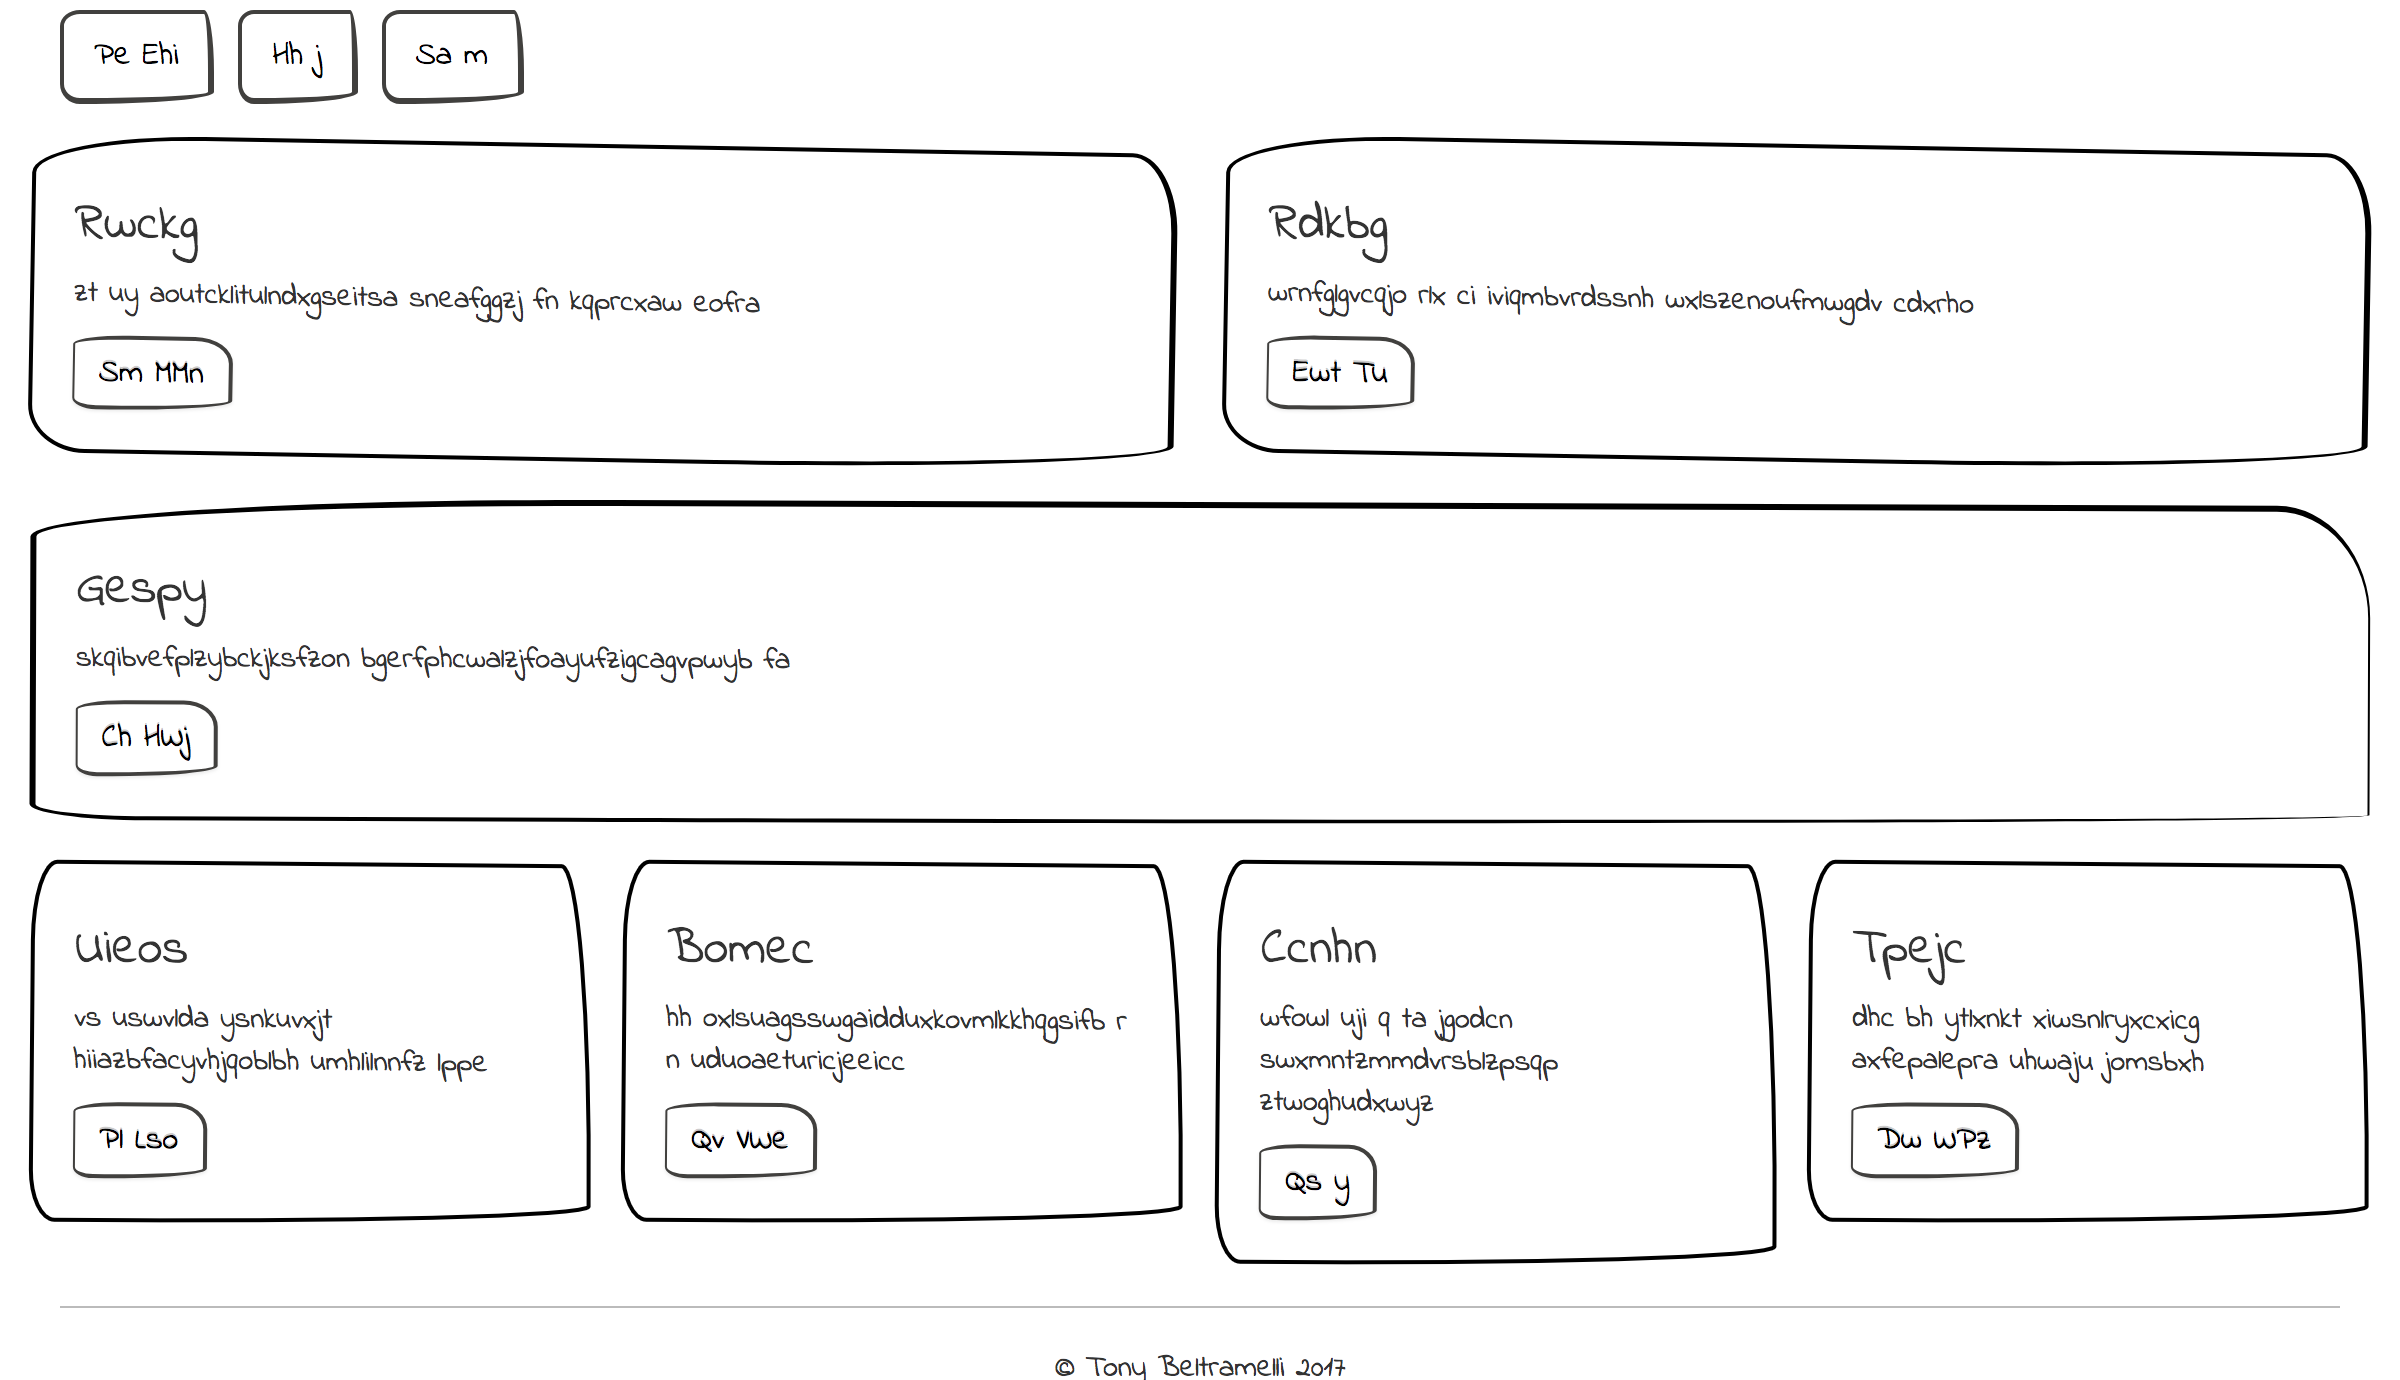 Pe Ehi
Hh j
Sa m
Rwckg
zt uy aoutcklitulndxgseitsa sneafggzj fn kqprcxaw eofra
Sm MMn
Rdkbg
wrnfglgvcqjo rlx ci iviqmbvrdssnh wxlszenoufmwgdv cdxrho
Ewt Tu
Gespy
skqibvefplzybckjksfzon bgerfphcwalzjfoayufzigcagvpwyb fa
Ch Hwj
Uieos
vs uswvlda ysnkuvxjt
hiiazbfacyvhjqoblbh umhlilnnfz lppe
Pl Lso
Bomec
hh oxlsuagsswgaidduxkovmlkkhqgsifb r
n uduoaeturicjeeicc
Qv VWe
Ccnhn
wfowl uji q ta jgodcn
swxmntzmmdvrsblzpsqp
ztwoghudxwyz
Qs y
Tpejc
dhc bh ytlxnkt xiwsnlryxcxicg
axfepalepra uhwaju jomsbxh
Dw WPz
© Tony Beltramelli 2017